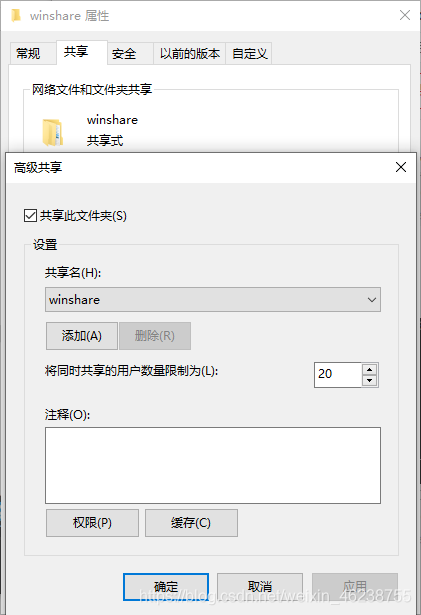 winshare 属性
常规 共享 安全 以前的版本 自定义
网络文件和文件夹共享
winshare
共享式
高级共享
共享此文件夹(S)
设置
共享名(H):
winshare
添加(A) 删除(R)
将同时共享的用户数量限制为(L): 20
注释(O):
权限(P) 缓存(C)
确定 取消 应用
https://blog.csdn.net/weixin_46238755